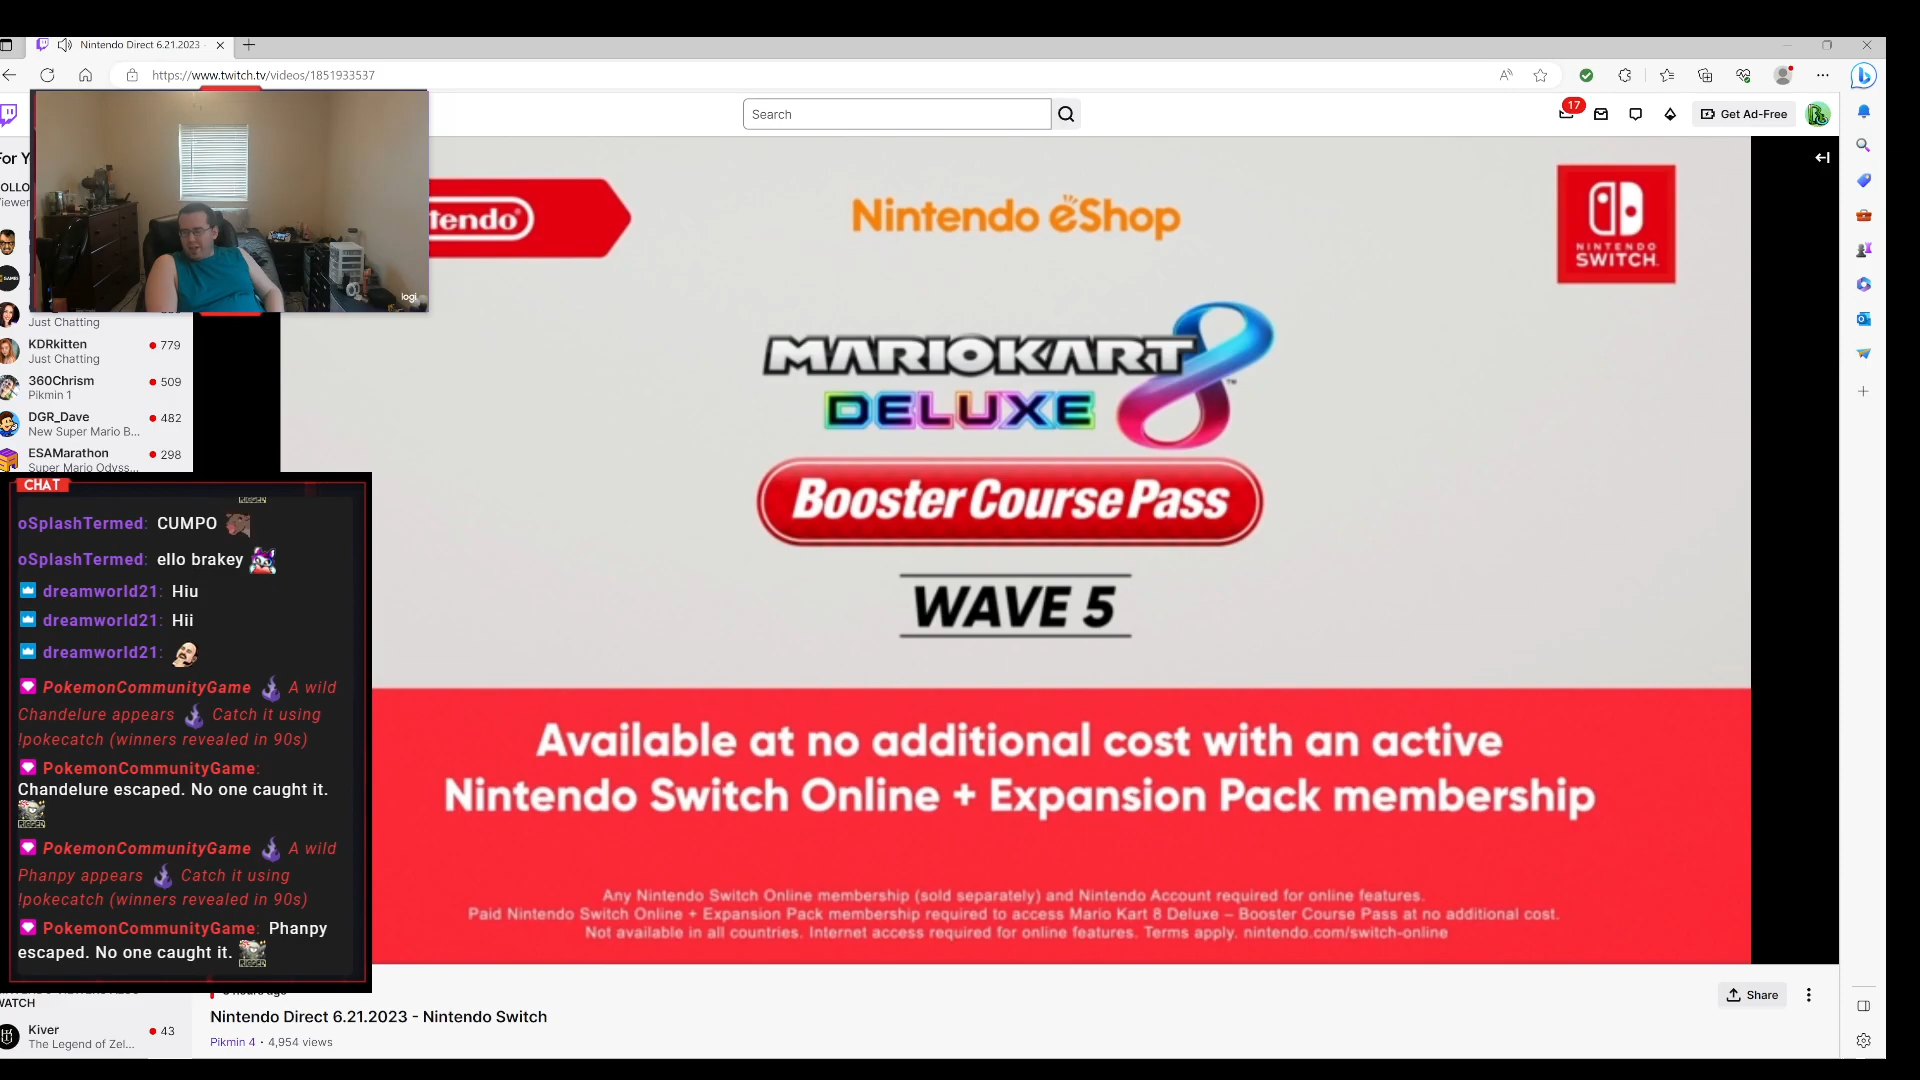 Nintendo Direct 6.21.2023
https://www.twitch.tv/videos/1851933537
Search
17
Get Ad-Free
For Y
OLLO
iewer
Just Chatting
KDRkitten
779
Just Chatting
360Chrism
509
Pikmin 1
DGR_Dave
482
New Super Mario B...
ESAMarathon
298
Super Mario Odyss...
logi
tendo®
Nintendo eShop
NINTENDO
SWITCH
MARIOKART 8
DELUXE
™
Booster Course Pass
WAVE 5
Available at no additional cost with an active
Nintendo Switch Online + Expansion Pack membership
Any Nintendo Switch Online membership (sold separately) and Nintendo Account required for online features.
Paid Nintendo Switch Online + Expansion Pack membership required to access Mario Kart 8 Deluxe – Booster Course Pass at no additional cost.
Not available in all countries. Internet access required for online features. Terms apply. nintendo.com/switch-online
CHAT
oSplashTermed: CUMPO
oSplashTermed: ello brakey
dreamworld21: Hiu
dreamworld21: Hii
dreamworld21:
PokemonCommunityGame A wild
Chandelure appears Catch it using
!pokecatch (winners revealed in 90s)
PokemonCommunityGame:
Chandelure escaped. No one caught it.
PokemonCommunityGame A wild
Phanpy appears Catch it using
!pokecatch (winners revealed in 90s)
PokemonCommunityGame: Phanpy
escaped. No one caught it.
WATCH
Kiver
43
The Legend of Zel...
Nintendo Direct 6.21.2023 - Nintendo Switch
Pikmin 4 • 4,954 views
Share